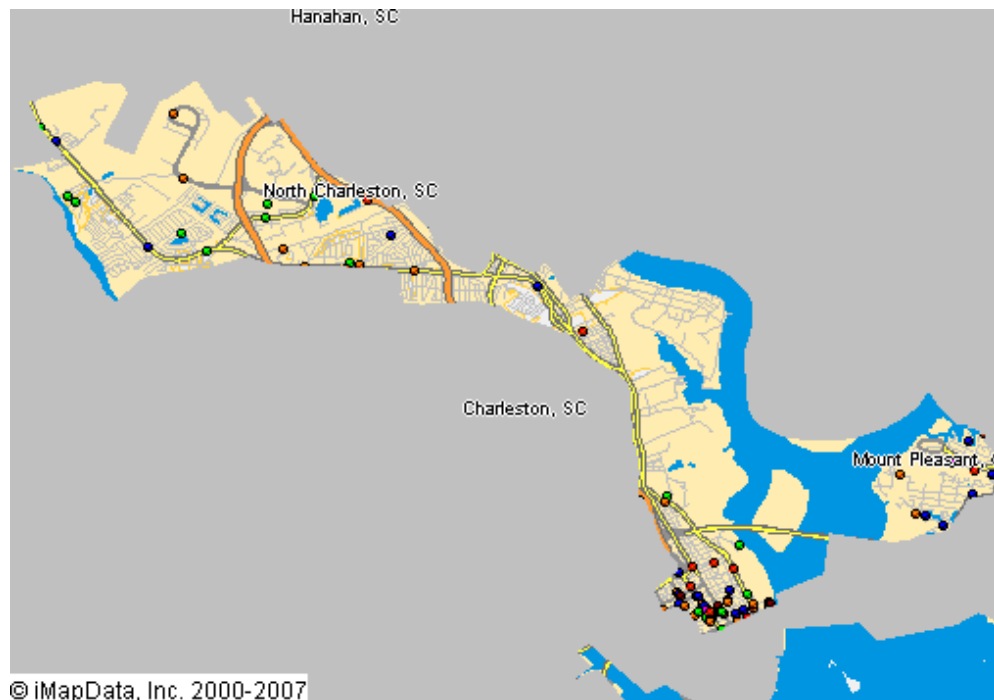 Hanahan, SC
North Charleston, SC
Charleston, SC
Mount Pleasant,
© iMapData, Inc. 2000-2007